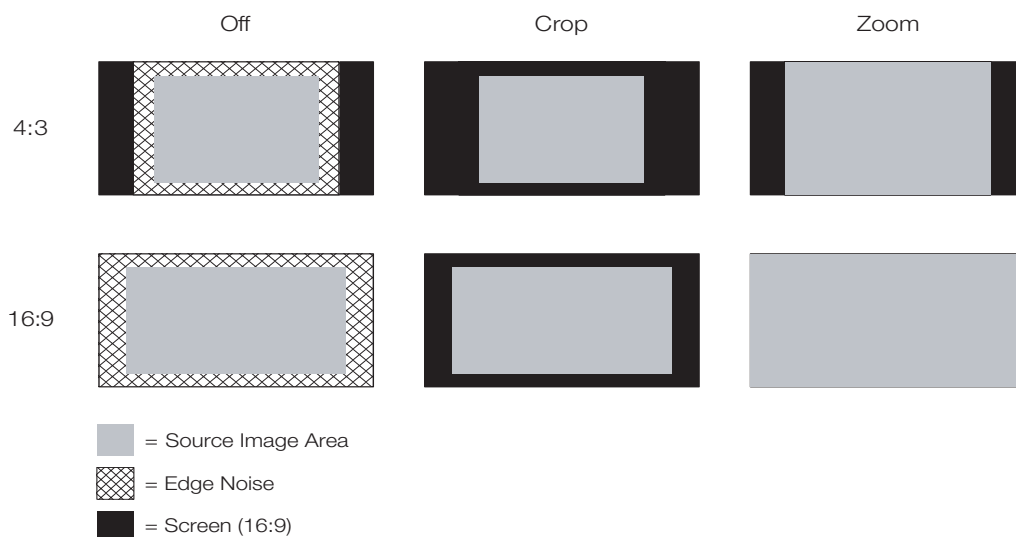 Off Crop Zoom
4:3
16:9
= Source Image Area
= Edge Noise
= Screen (16:9)